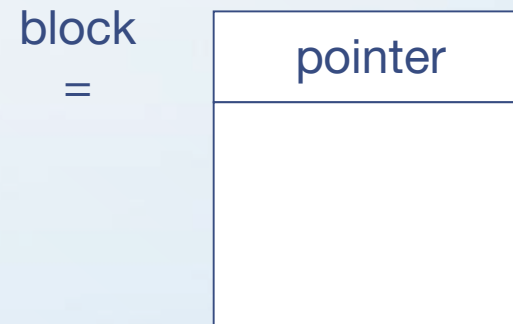 block
=
pointer